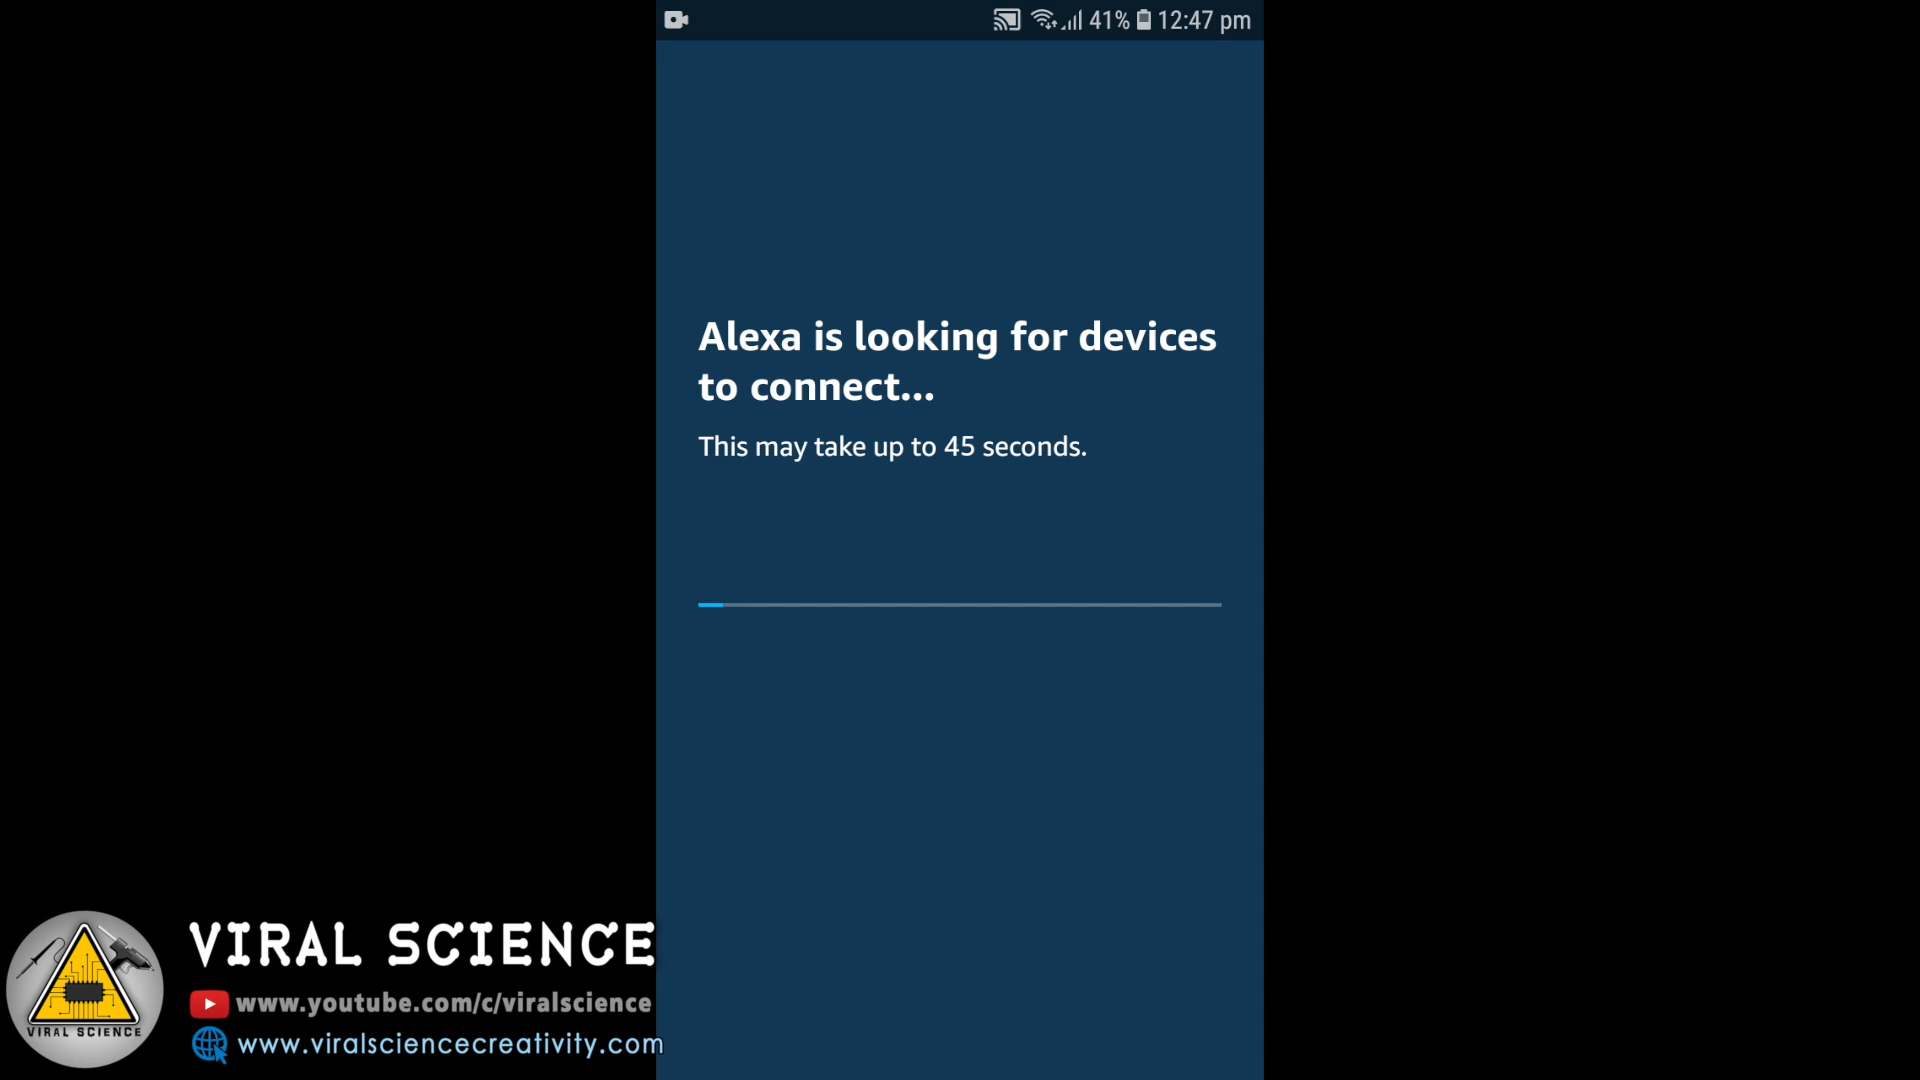 41% 12:47 pm
Alexa is looking for devices
to connect...
This may take up to 45 seconds.
VIRAL SCIENCE
www.youtube.com/c/viralscience
www.viralsciencecreativity.com
VIRAL SCIENCE